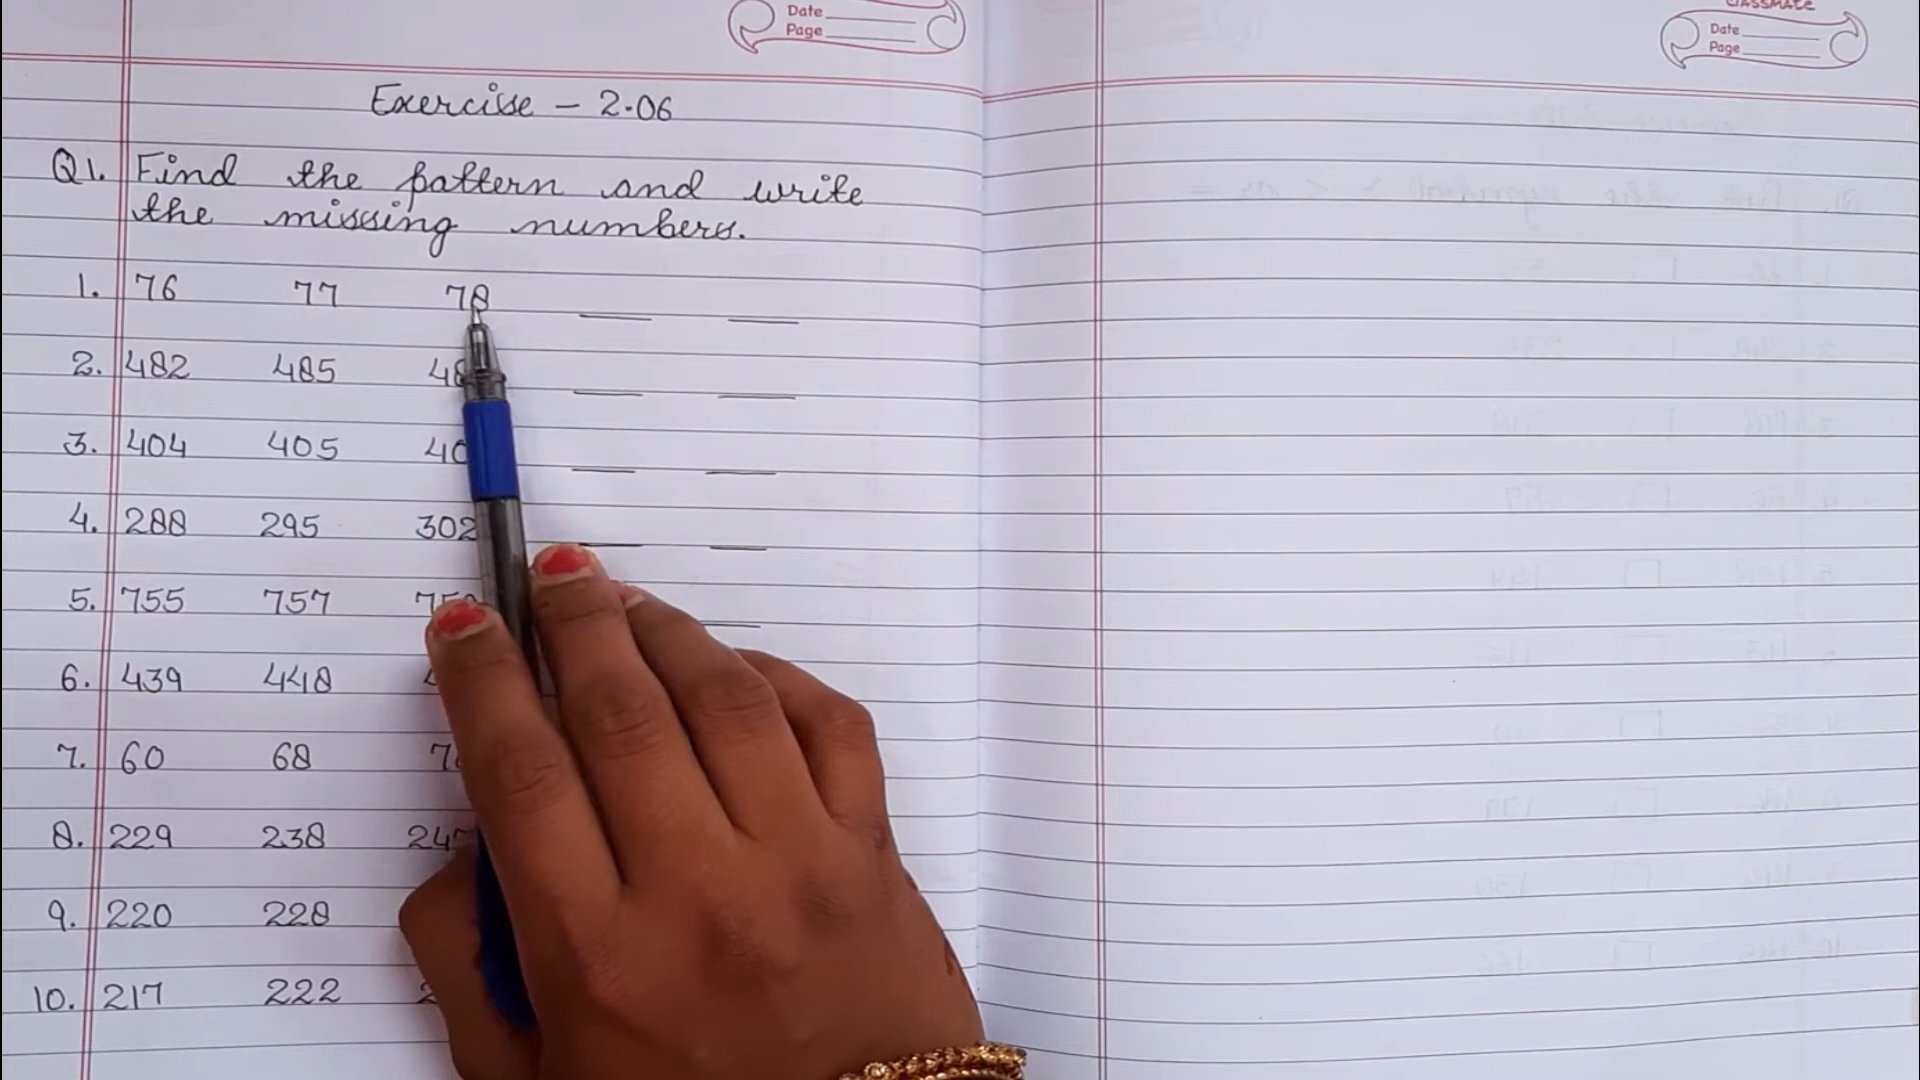 Date
Page
CLASSMATE
Date
Page
Exercise - 2.06
Q1. Find the pattern and write
the missing numbers.
1. 76 77 78
2. 482 485
3. 404 405
4. 288 295 302
5. 755 757
6. 439 448
7. 60 68
8. 229 238
9. 220 228
10. 217 222